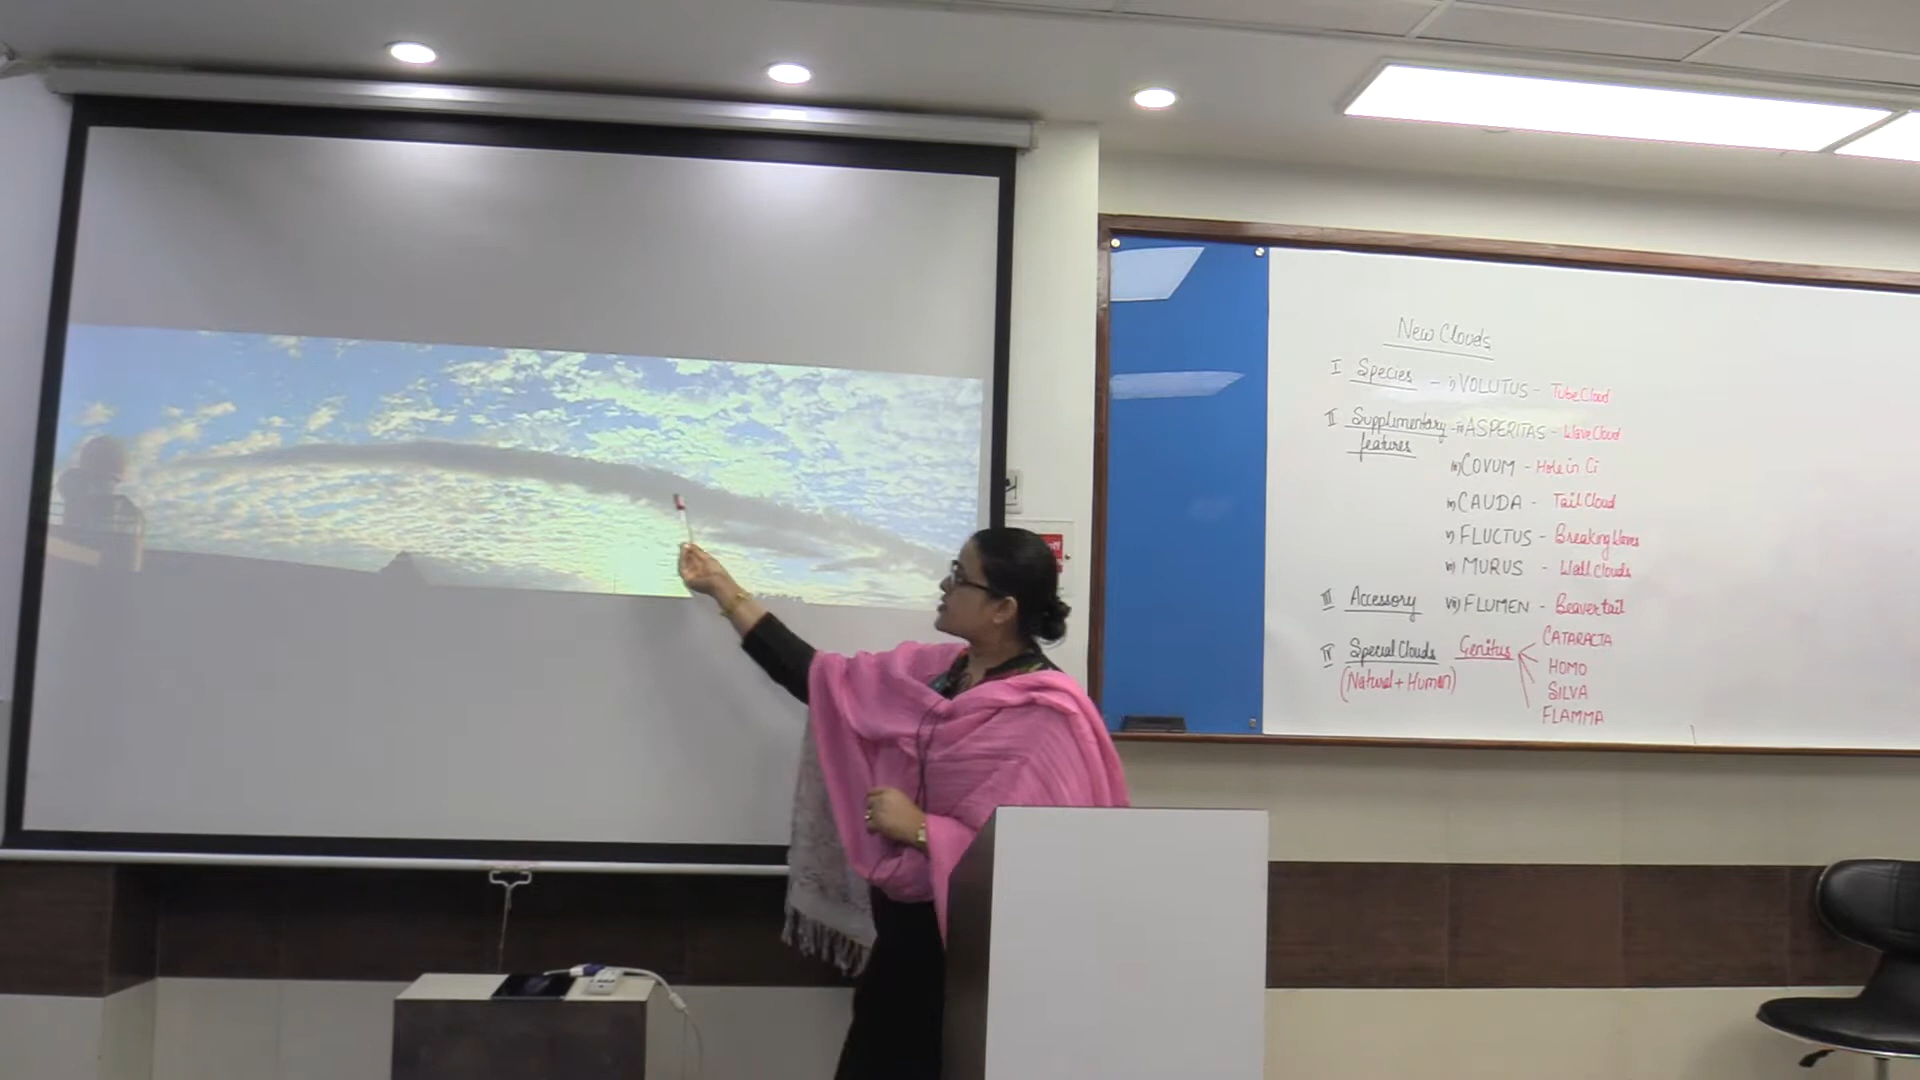 New Clouds
I Species - i) VOLUTUS - Tube Cloud
II Supplimentary features - ii) ASPERITAS - Wave Cloud
iii) COVUM - Hole in Ci
iv) CAUDA - Tail Cloud
v) FLUCTUS - Breaking Waves
vi) MURUS - Wall Clouds
III Accessory vii) FLUMEN - Beaver tail
IV Special Clouds Genitus CATARACTA
(Natural + Human) HOMO
SILVA
FLAMMA